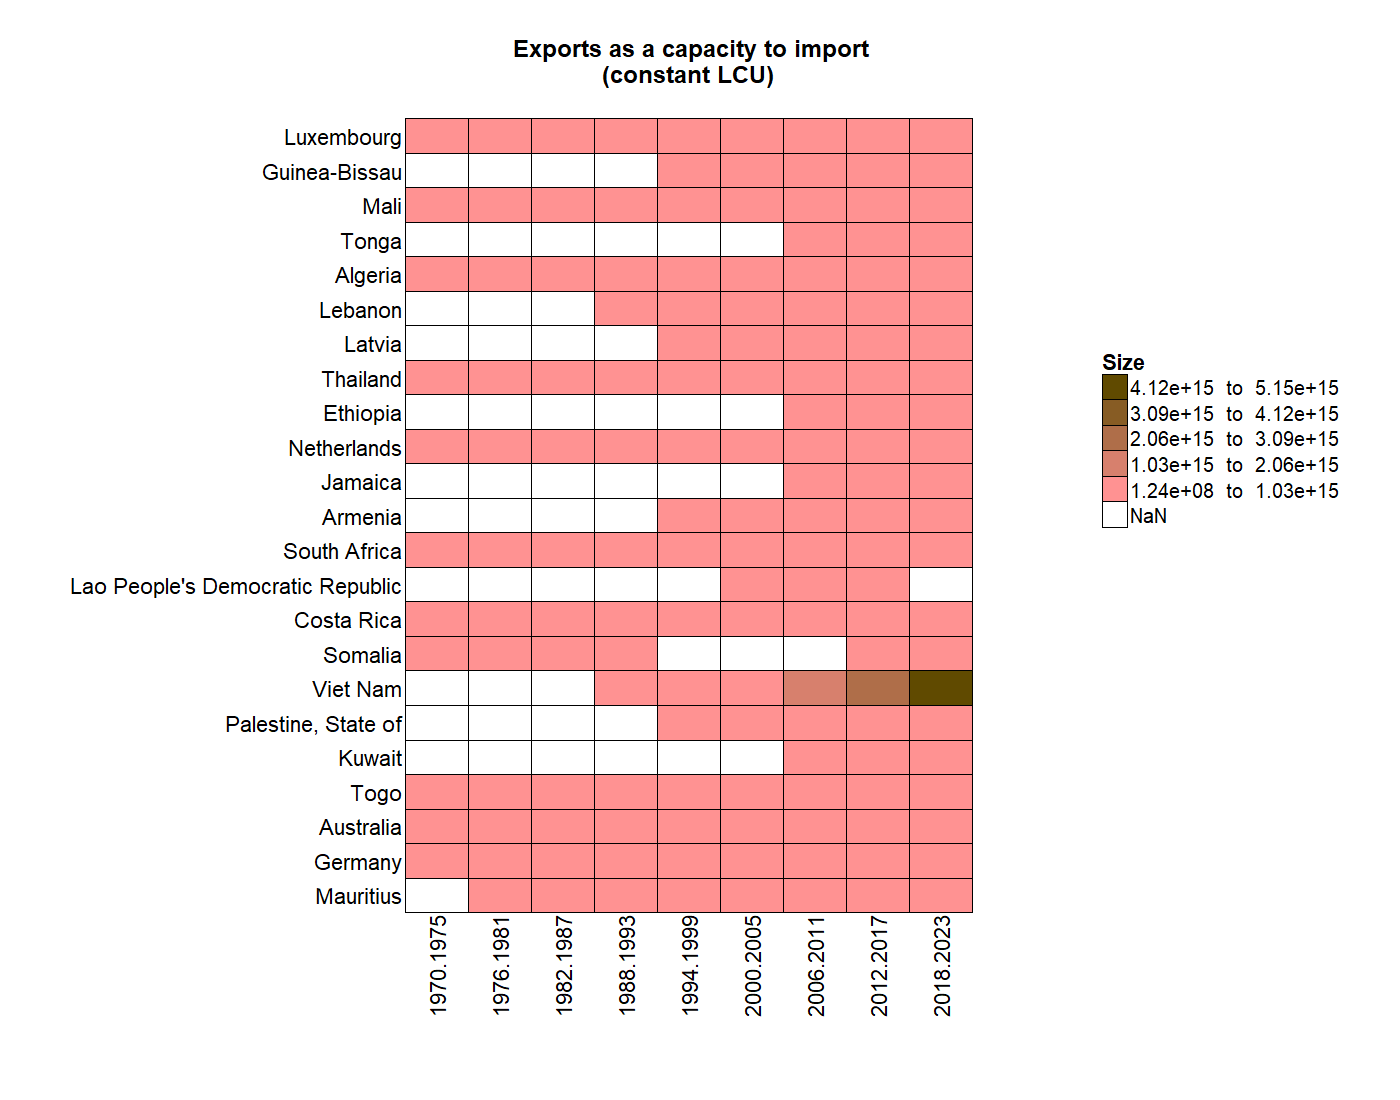 Exports as a capacity to import
(constant LCU)
Luxembourg
Guinea-Bissau
Mali
Tonga
Algeria
Lebanon
Latvia
Thailand
Ethiopia
Netherlands
Jamaica
Armenia
South Africa
Lao People's Democratic Republic
Costa Rica
Somalia
Viet Nam
Palestine, State of
Kuwait
Togo
Australia
Germany
Mauritius
1970.1975
1976.1981
1982.1987
1988.1993
1994.1999
2000.2005
2006.2011
2012.2017
2018.2023
Size
4.12e+15 to 5.15e+15
3.09e+15 to 4.12e+15
2.06e+15 to 3.09e+15
1.03e+15 to 2.06e+15
1.24e+08 to 1.03e+15
NaN